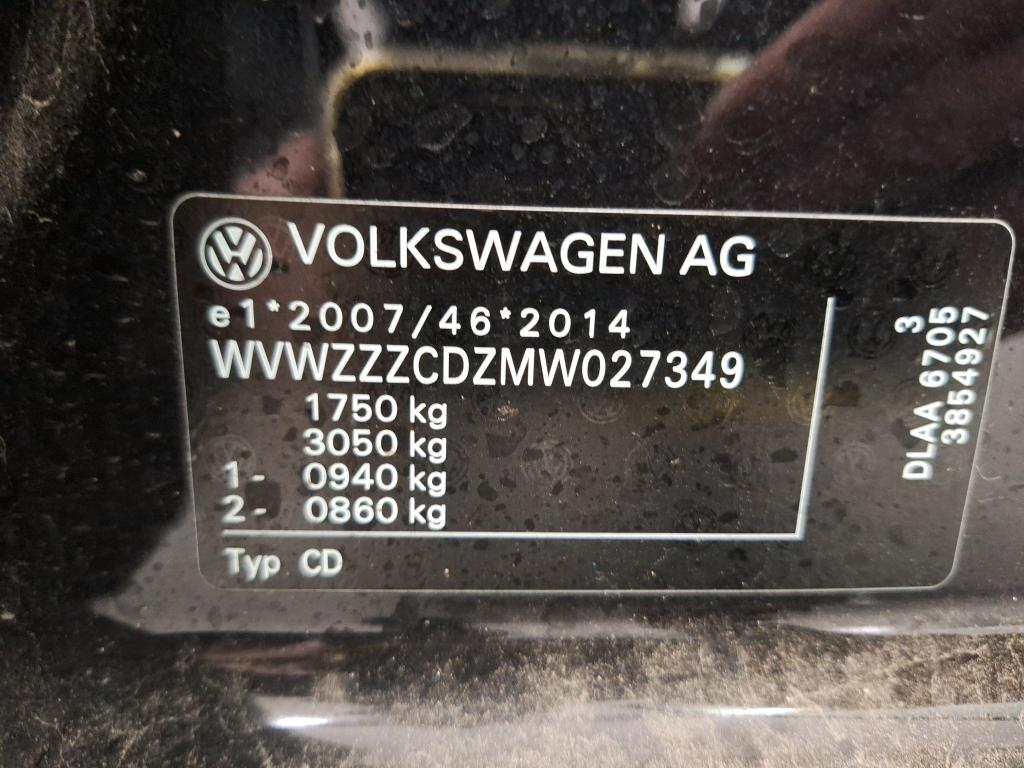 VOLKSWAGEN AG
e1*2007/46*2014
WVWZZZCDZMW027349
1750 kg
3050 kg
1- 0940 kg
2- 0860 kg
Typ CD
3
DLAA 6705
3854927